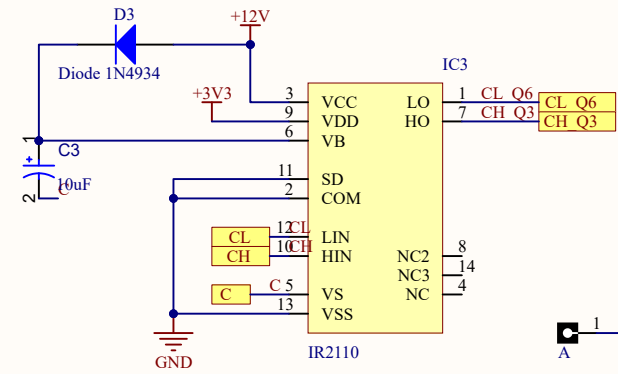 D3
+12V
Diode 1N4934
IC3
+3V3
3 VCC LO 1 CL_Q6 CL_Q6
9 VDD HO 7 CH_Q3 CH_Q3
6 VB
1
+ C3
10uF
2 C
11 SD
2 COM
CL 12 CL LIN
CH 10 CH HIN
NC2 8
NC3 14
C C 5 VS NC 4
13 VSS
GND
IR2110
1
A